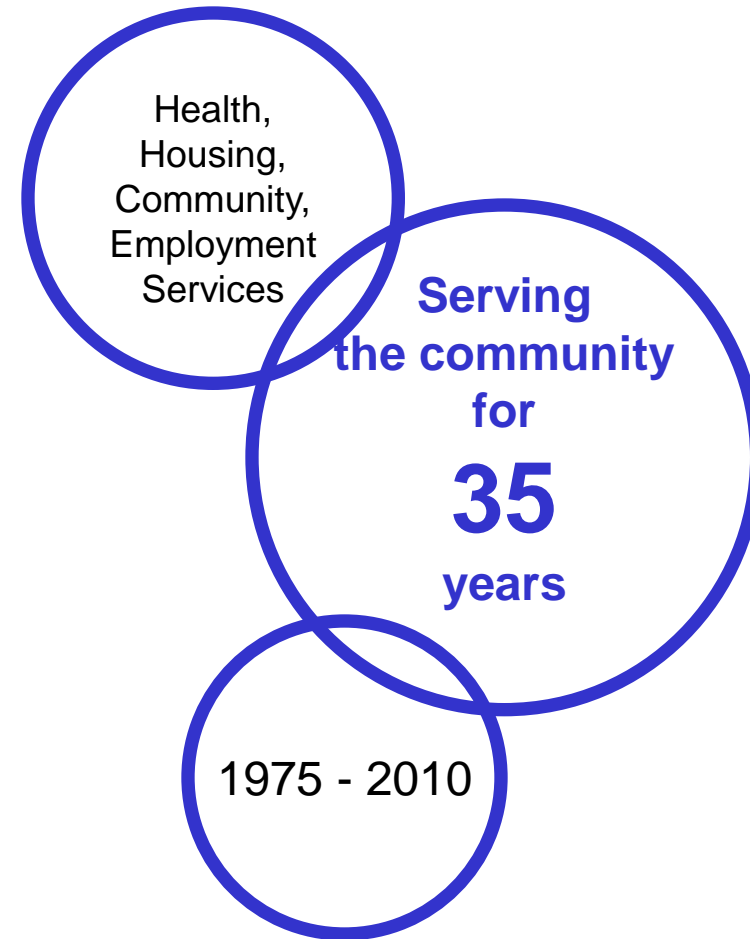 Health,
Housing,
Community,
Employment
Services
Serving
the community
for
35
years
1975 - 2010